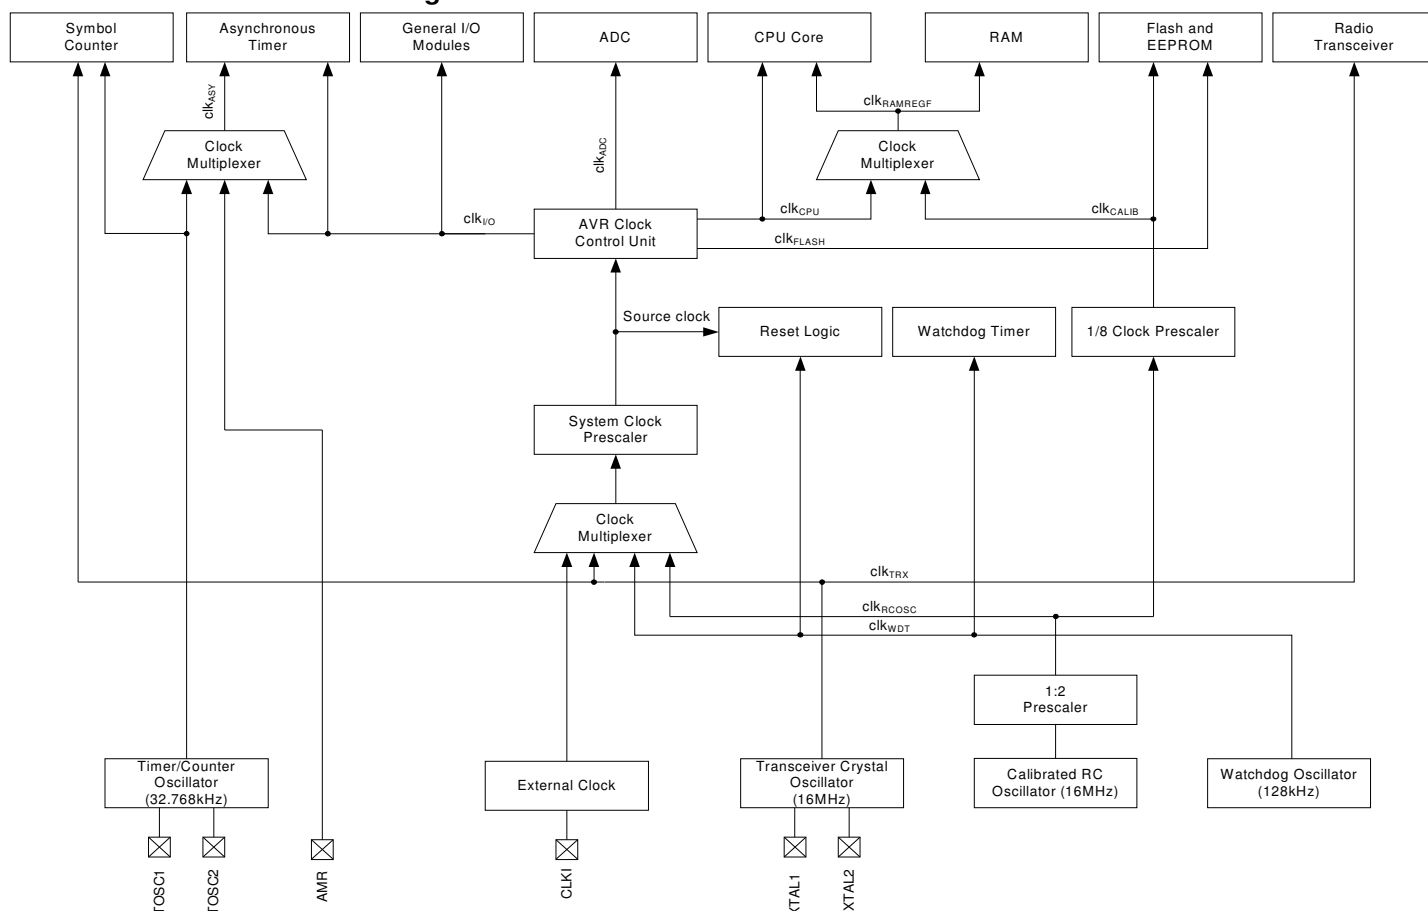 Symbol
Counter
Asynchronous
Timer
General I/O
Modules
ADC
CPU Core
RAM
Flash and
EEPROM
Radio
Transceiver
clkASY
clkADC
clkRAMREGF
Clock
Multiplexer
Clock
Multiplexer
clkI/O
AVR Clock
Control Unit
clkCPU
clkCALIB
clkFLASH
Source clock
Reset Logic
Watchdog Timer
1/8 Clock Prescaler
System Clock
Prescaler
Clock
Multiplexer
clkTRX
clkRCOSC
clkWDT
1:2
Prescaler
Timer/Counter
Oscillator
(32.768kHz)
External Clock
Transceiver Crystal
Oscillator
(16MHz)
Calibrated RC
Oscillator (16MHz)
Watchdog Oscillator
(128kHz)
TOSC1
TOSC2
AMR
CLKI
XTAL1
XTAL2